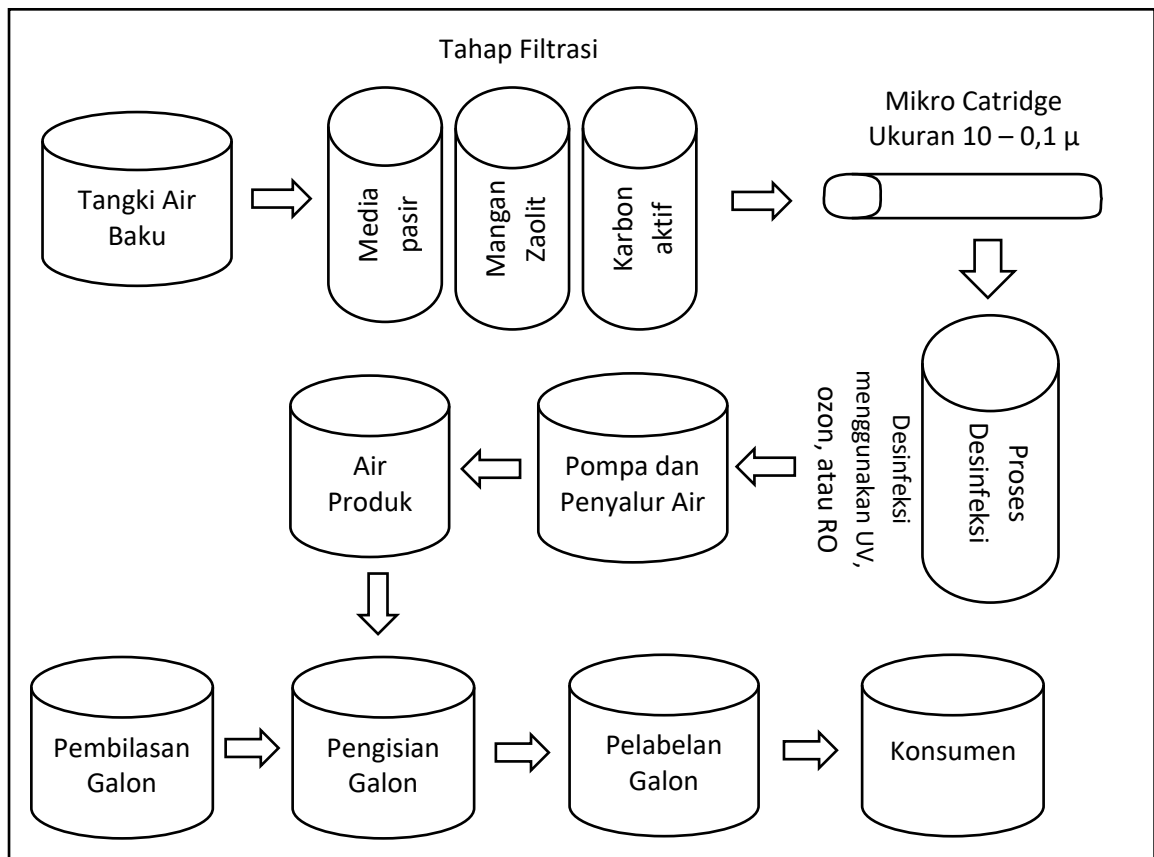 Tahap Filtrasi
Tangki Air
Baku
Media
pasir
Mangan
Zaolit
Karbon
aktif
Mikro Catridge
Ukuran 10 – 0,1 µ
Proses
Desinfeksi
Desinfeksi
menggunakan UV,
ozon, atau RO
Pompa dan
Penyalur Air
Air
Produk
Pembilasan
Galon
Pengisian
Galon
Pelabelan
Galon
Konsumen